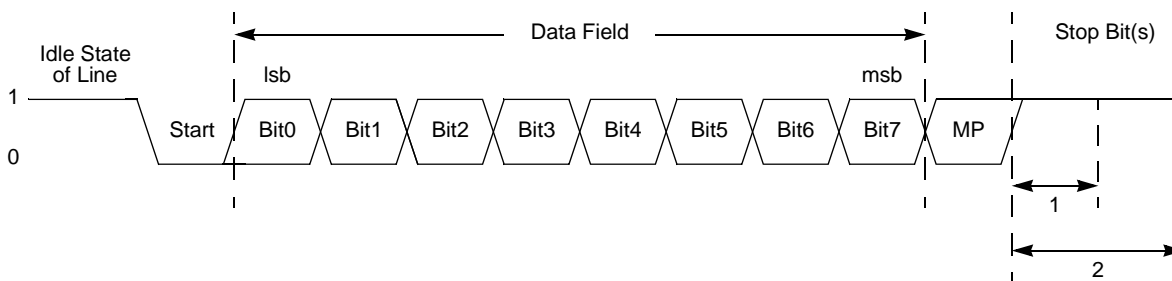 Data Field
Stop Bit(s)
Idle State
of Line
lsb
msb
1
Start
Bit0
Bit1
Bit2
Bit3
Bit4
Bit5
Bit6
Bit7
MP
0
1
2